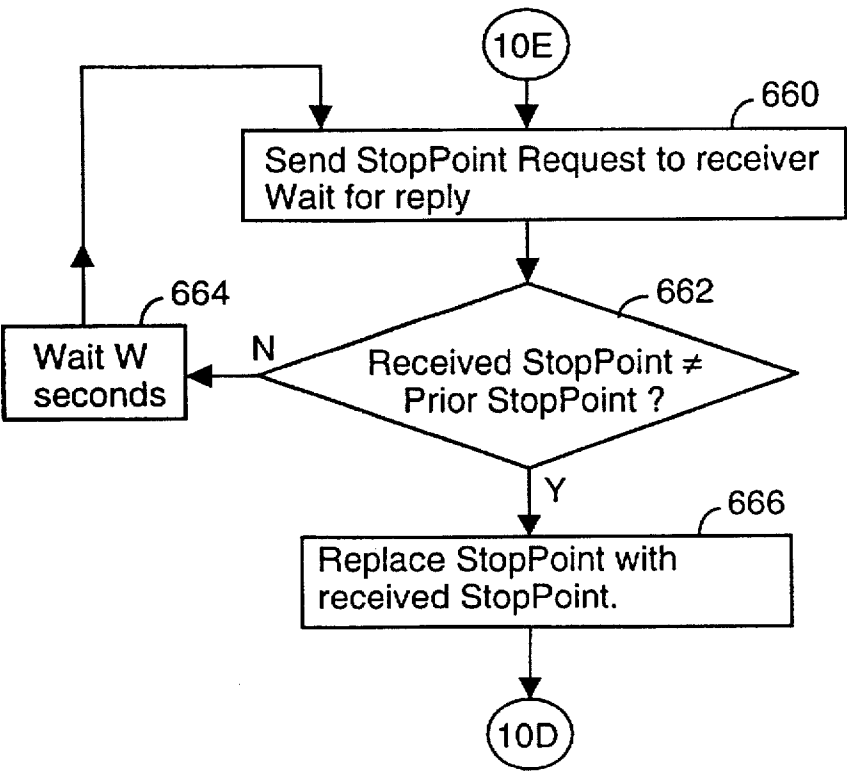 10E
660
Send StopPoint Request to receiver
Wait for reply
664
662
Wait W
seconds
N
Received StopPoint ≠
Prior StopPoint ?
Y
666
Replace StopPoint with
received StopPoint.
10D